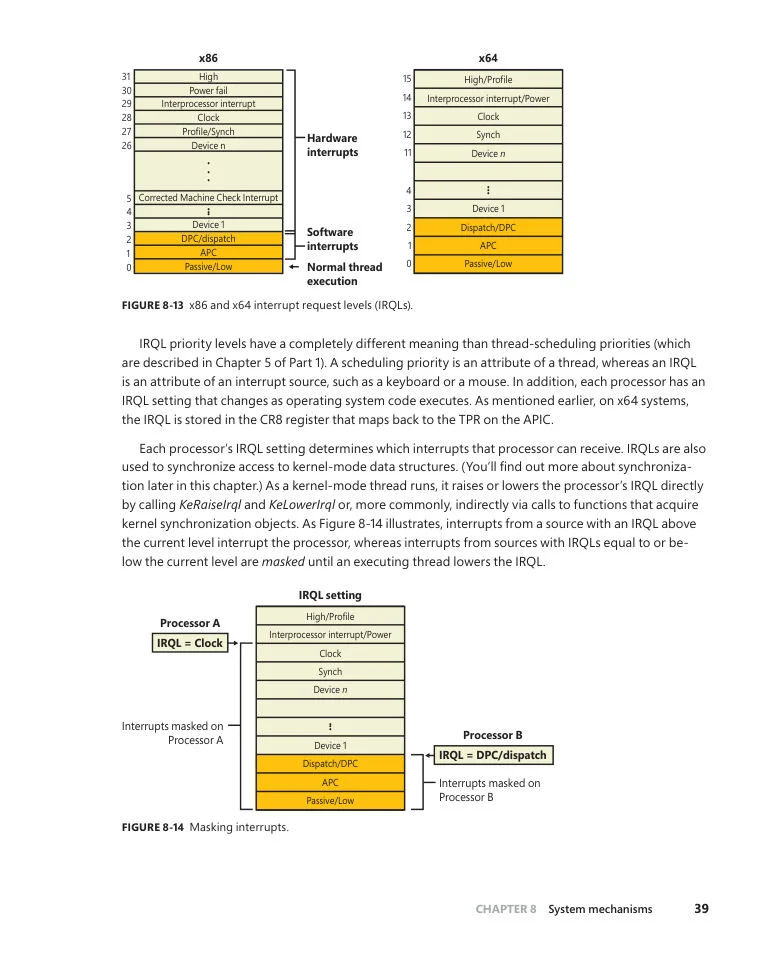 x86
x64
31 High
30 Power fail
29 Interprocessor interrupt
28 Clock
27 Profile/Synch
26 Device n
5 Corrected Machine Check Interrupt
4
3 Device 1
2 DPC/dispatch
1 APC
0 Passive/Low
Hardware
interrupts
Software
interrupts
Normal thread
execution
15 High/Profile
14 Interprocessor interrupt/Power
13 Clock
12 Synch
11 Device n
4
3 Device 1
2 Dispatch/DPC
1 APC
0 Passive/Low
FIGURE 8-13 x86 and x64 interrupt request levels (IRQLs).
IRQL priority levels have a completely different meaning than thread-scheduling priorities (which
are described in Chapter 5 of Part 1). A scheduling priority is an attribute of a thread, whereas an IRQL
is an attribute of an interrupt source, such as a keyboard or a mouse. In addition, each processor has an
IRQL setting that changes as operating system code executes. As mentioned earlier, on x64 systems,
the IRQL is stored in the CR8 register that maps back to the TPR on the APIC.
Each processor’s IRQL setting determines which interrupts that processor can receive. IRQLs are also
used to synchronize access to kernel-mode data structures. (You’ll find out more about synchroniza-
tion later in this chapter.) As a kernel-mode thread runs, it raises or lowers the processor’s IRQL directly
by calling KeRaiseIrql and KeLowerIrql or, more commonly, indirectly via calls to functions that acquire
kernel synchronization objects. As Figure 8-14 illustrates, interrupts from a source with an IRQL above
the current level interrupt the processor, whereas interrupts from sources with IRQLs equal to or be-
low the current level are masked until an executing thread lowers the IRQL.
IRQL setting
Processor A
IRQL = Clock
Interrupts masked on
Processor A
High/Profile
Interprocessor interrupt/Power
Clock
Synch
Device n
Device 1
Dispatch/DPC
APC
Passive/Low
Processor B
IRQL = DPC/dispatch
Interrupts masked on
Processor B
FIGURE 8-14 Masking interrupts.
CHAPTER 8 System mechanisms 39